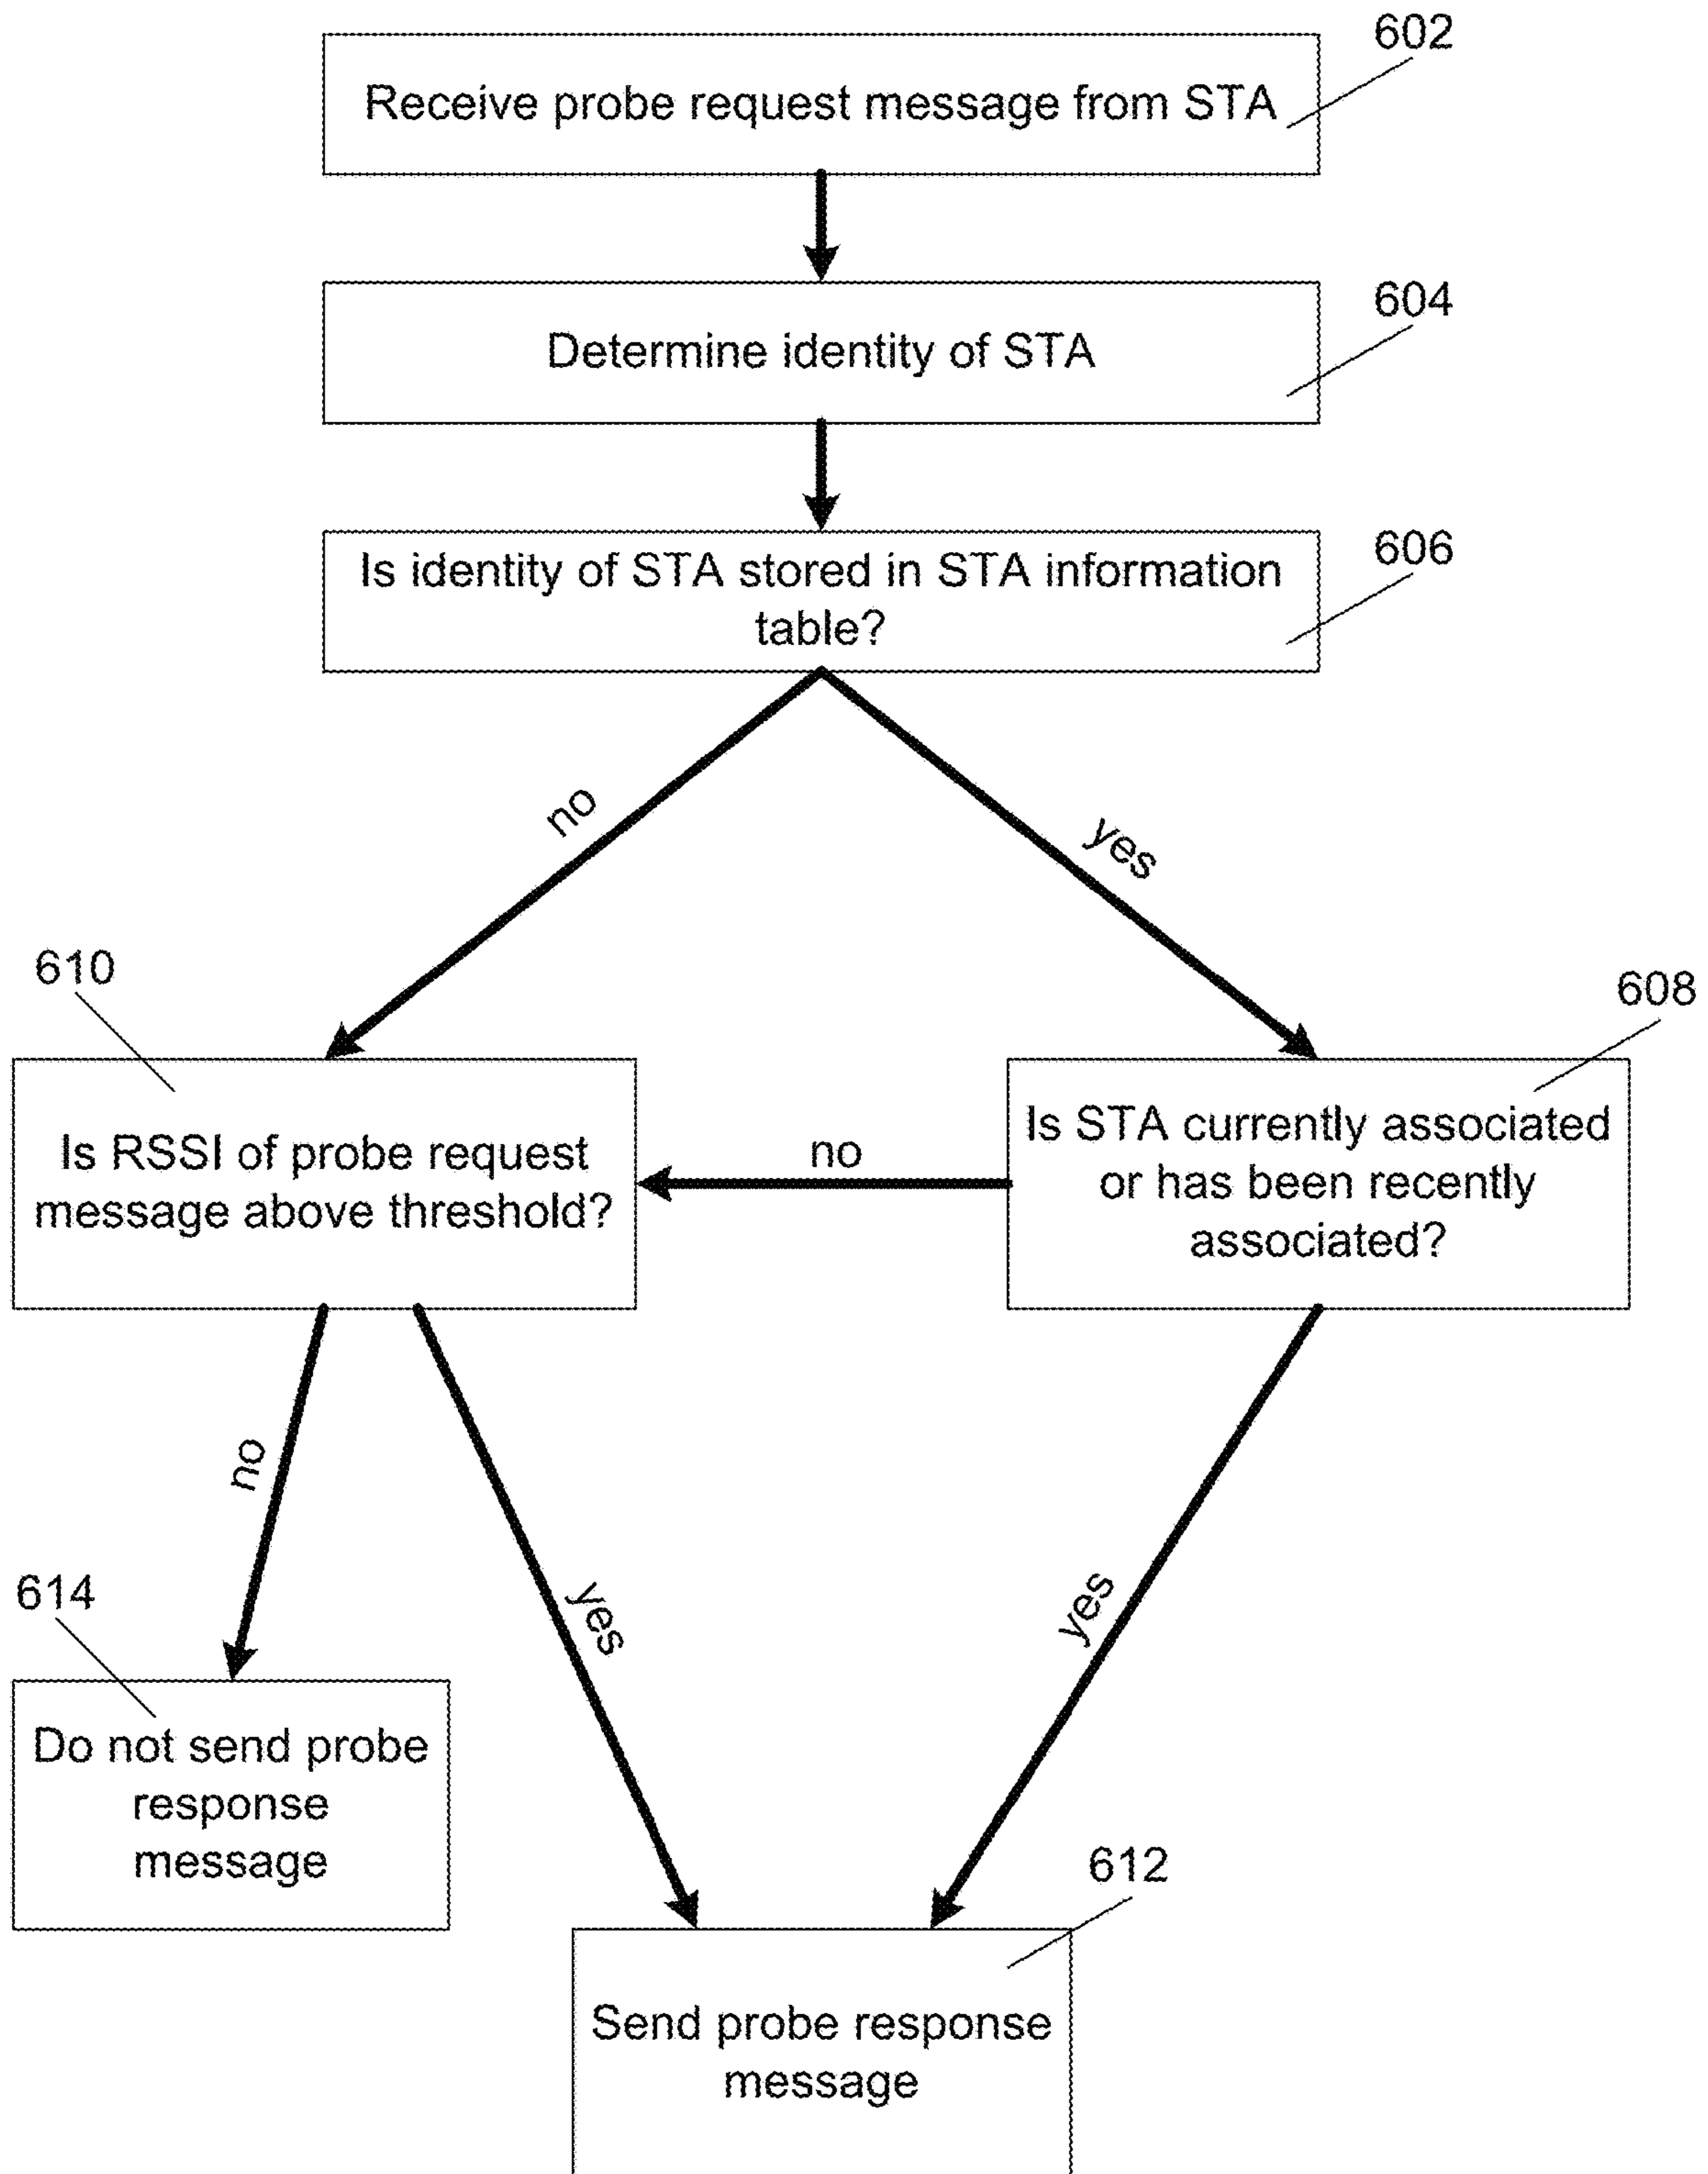 602
Receive probe request message from STA
604
Determine identity of STA
606
Is identity of STA stored in STA information
table?
no
yes
610
608
Is RSSI of probe request
message above threshold?
no
Is STA currently associated
or has been recently
associated?
no
yes
yes
614
Do not send probe
response
message
612
Send probe response
message